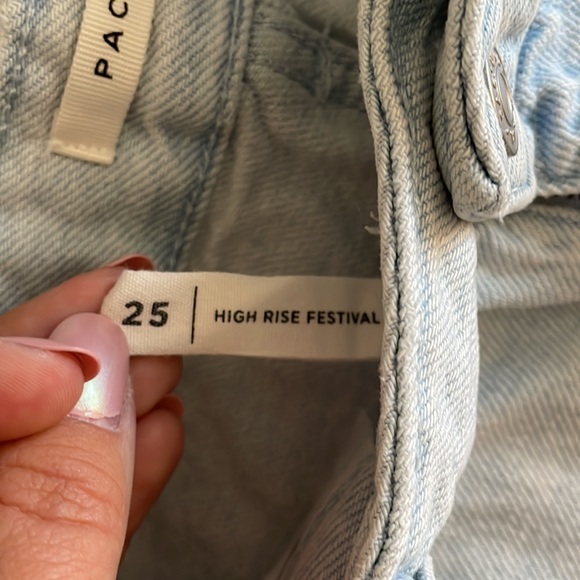 PAC
25 | HIGH RISE FESTIVAL